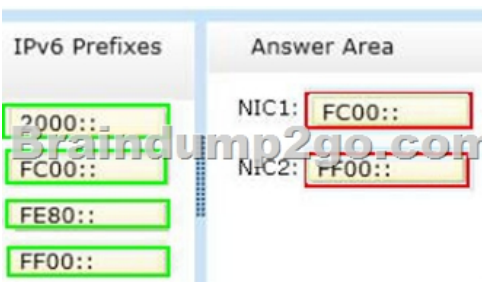 IPv6 Prefixes
Answer Area
2000::
FC00::
FE80::
FF00::
NIC1: FC00::
NIC2: FF00::
Braindump2go.com